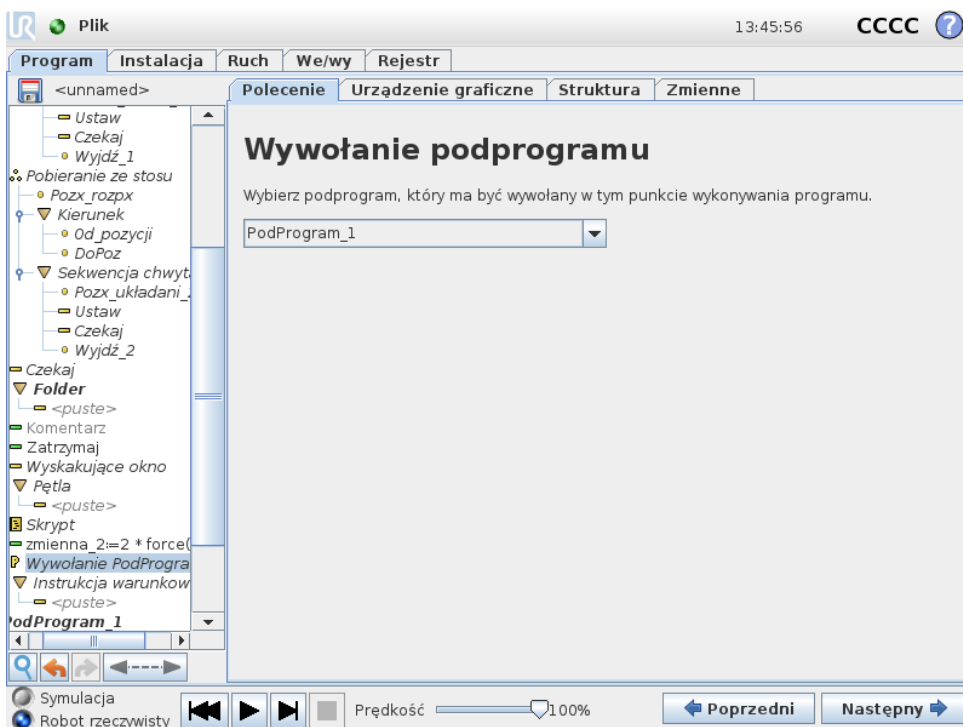 Plik
13:45:56
CCCC
?
Program Instalacja Ruch We/wy Rejestr
<unnamed>
Polecenie Urządzenie graficzne Struktura Zmienne
Ustaw
Czekaj
Wyjdź_1
Pobieranie ze stosu
Pozx_rozpx
Kierunek
Od_pozycji
DoPoz
Sekwencja chwyta
Pozx_układani_2
Ustaw
Czekaj
Wyjdź_2
Czekaj
Folder
<puste>
Komentarz
Zatrzymaj
Wyskakujące okno
Pętla
<puste>
Skrypt
zmienna_2:=2 * force(
Wywołanie PodProgra
Instrukcja warunkow
<puste>
PodProgram_1
Wywołanie podprogramu
Wybierz podprogram, który ma być wywołany w tym punkcie wykonywania programu.
PodProgram_1
Symulacja
Robot rzeczywisty
Prędkość 100%
Poprzedni
Następny